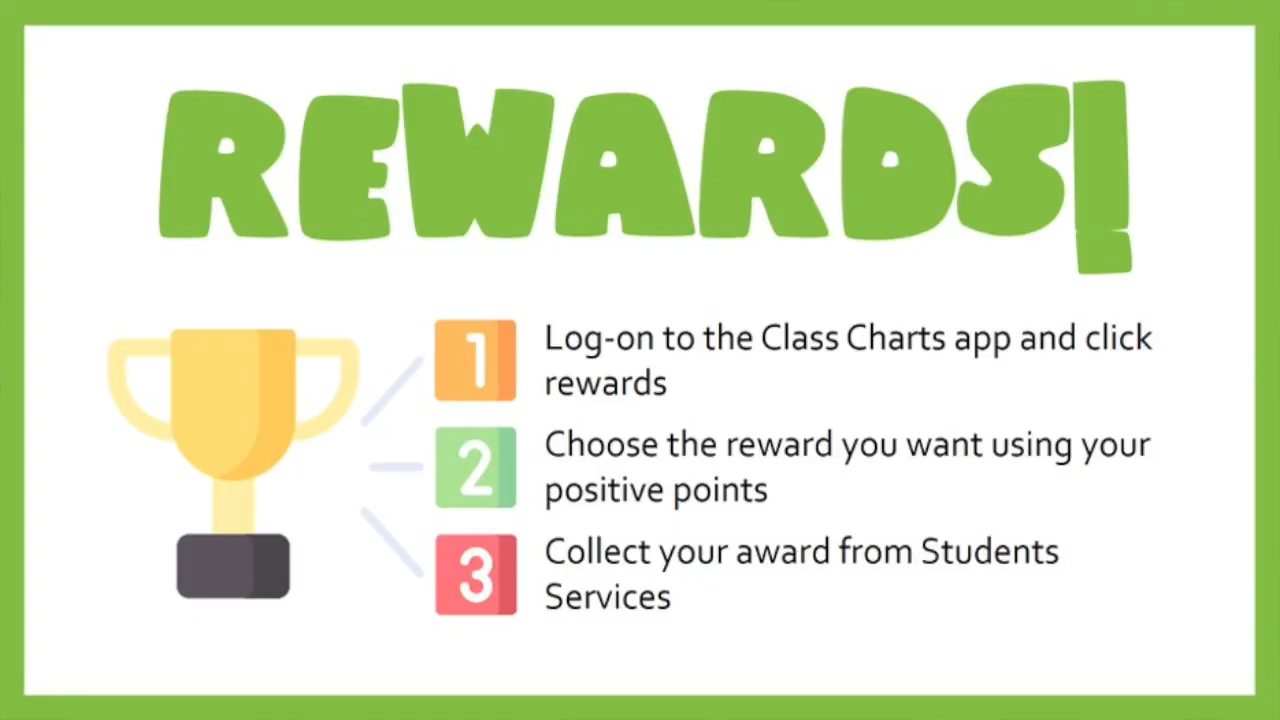 REWARDS!
1
Log-on to the Class Charts app and click
rewards
2
Choose the reward you want using your
positive points
3
Collect your award from Students
Services